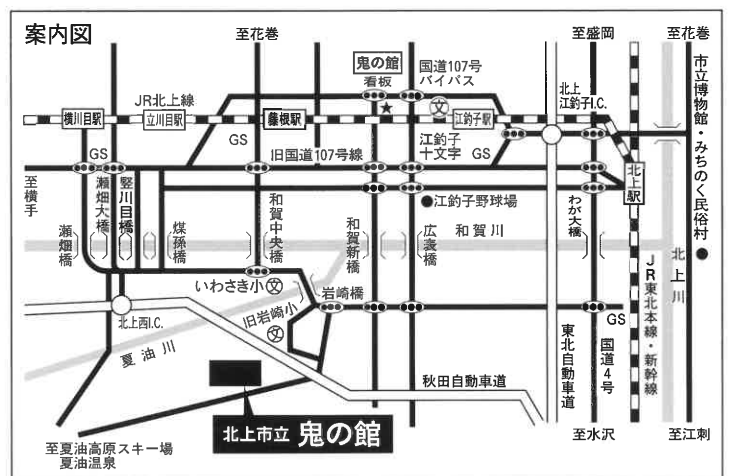 案内図
至花巻
至盛岡
至花巻
鬼の館
看板
国道107号
バイパス
北上
江釣子I.C.
市立博物館・みちのく民俗村
JR北上線
横川目駅
立川目駅
藤根駅
江釣子駅
文
GS
GS
旧国道107号線
江釣子
十文字
GS
北上駅
至横手
瀬畑橋
瀬畑大橋
竪川目橋
煤孫橋
和賀中央橋
和賀新橋
広表橋
江釣子野球場
和賀川
わが大橋
北上川
JR東北本線・新幹線
いわさき小
文
岩崎橋
旧岩崎小
文
北上西I.C.
夏油川
GS
東北自動車道
国道4号
秋田自動車道
北上市立 鬼の館
至夏油高原スキー場
夏油温泉
至水沢
至江刺